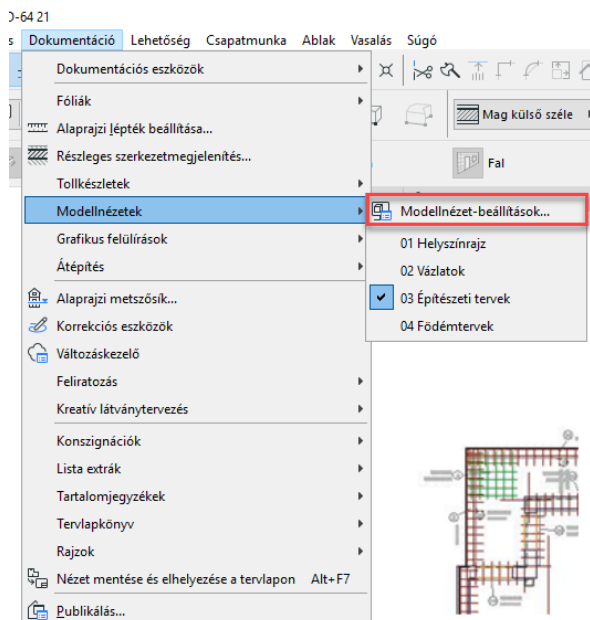 D-64 21
s Dokumentáció Lehetőség Csapatmunka Ablak Vasalás Súgó
Dokumentációs eszközök
Fóliák
Alaprajzi lépték beállítása...
Részleges szerkezetmegjelenítés...
Tollkészletek
Modellnézetek
Grafikus felülírások
Átépítés
Alaprajzi metszősík...
Korrekciós eszközök
Változáskezelő
Feliratozás
Kreatív látványtervezés
Konszignációk
Lista extrák
Tartalomjegyzékek
Tervlapkönyv
Rajzok
Nézet mentése és elhelyezése a tervlapon Alt+F7
Publikálás...
Mag külső széle
Fal
Modellnézet-beállítások...
01 Helyszínrajz
02 Vázlatok
03 Építészeti tervek
04 Födémtervek